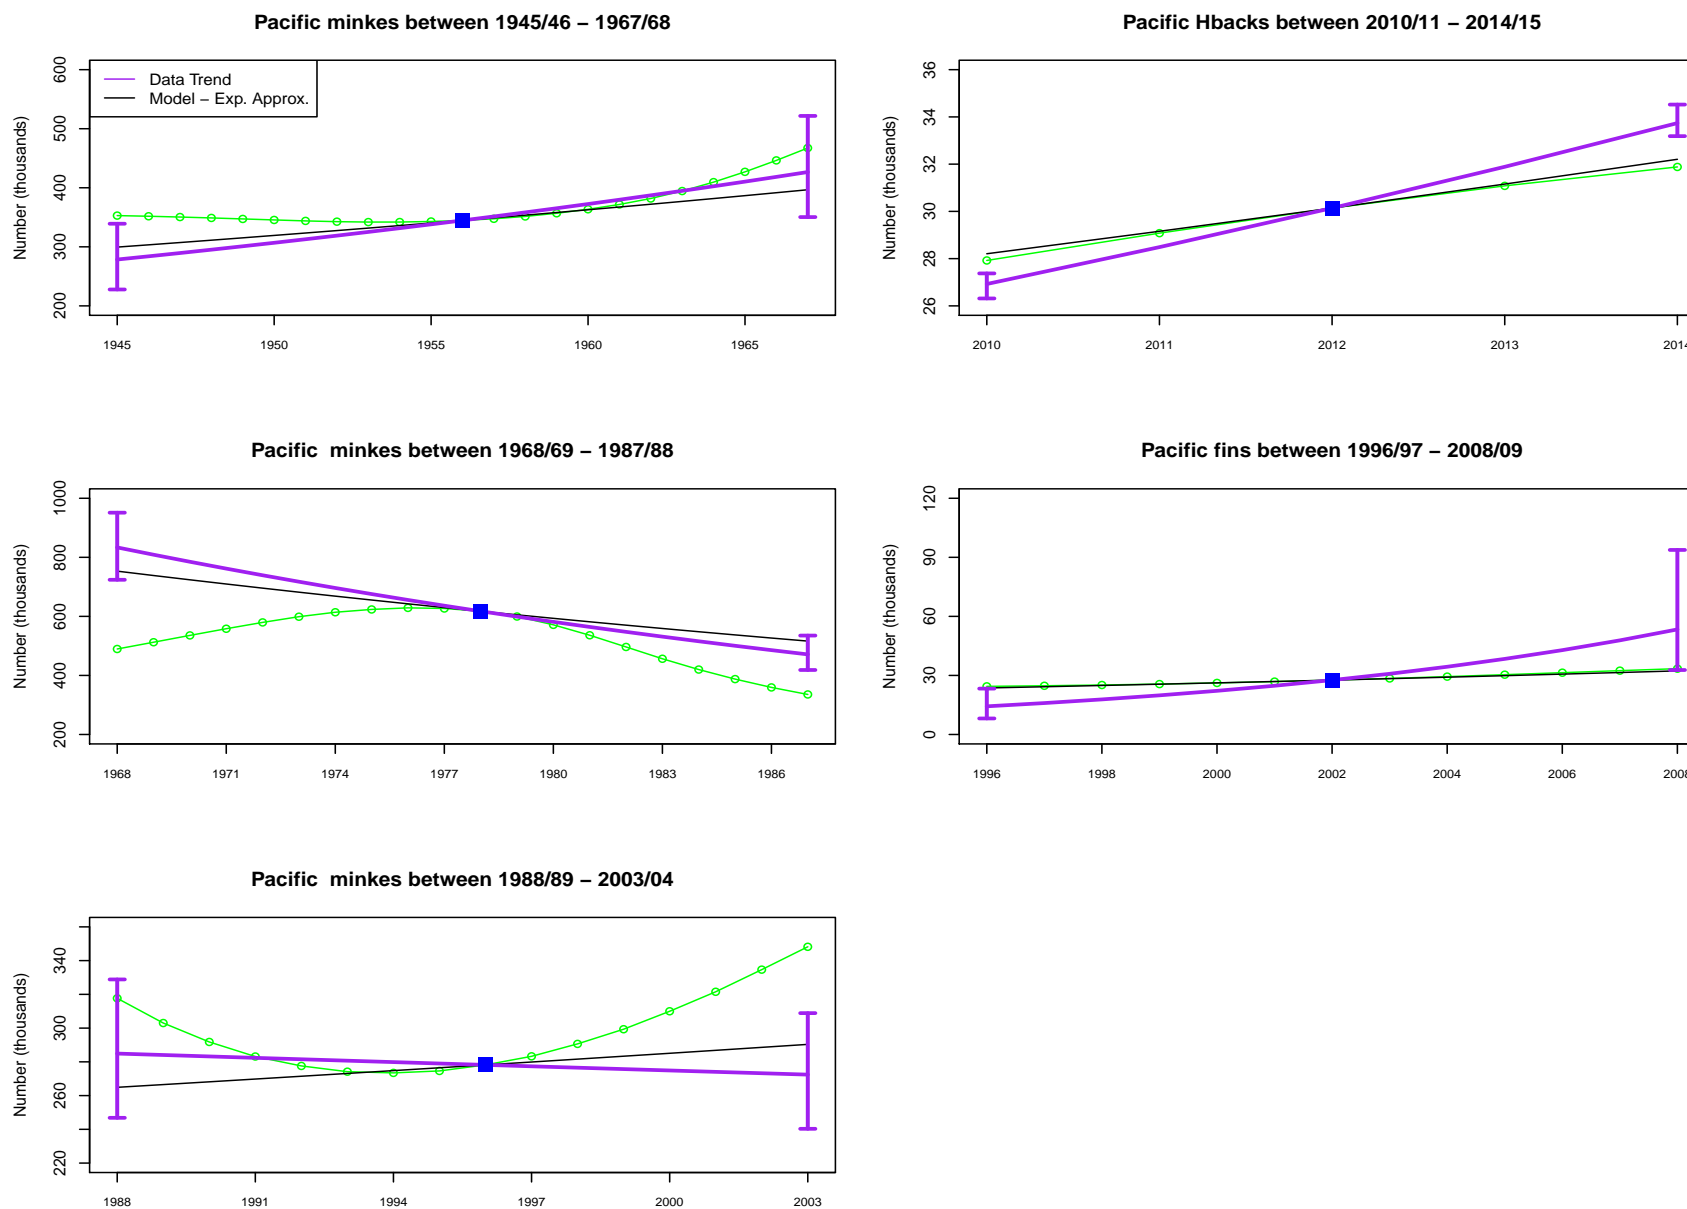 Pacific minkes between 1945/46 – 1967/68
Number (thousands)
600
500
400
300
200
Data Trend
Model – Exp. Approx.
1945 1950 1955 1960 1965
Pacific Hbacks between 2010/11 – 2014/15
Number (thousands)
36
34
32
30
28
26
2010 2011 2012 2013 2014
Pacific minkes between 1968/69 – 1987/88
Number (thousands)
1000
800
600
400
200
1968 1971 1974 1977 1980 1983 1986
Pacific fins between 1996/97 – 2008/09
Number (thousands)
120
90
60
30
0
1996 1998 2000 2002 2004 2006 2008
Pacific minkes between 1988/89 – 2003/04
Number (thousands)
340
300
260
220
1988 1991 1994 1997 2000 2003